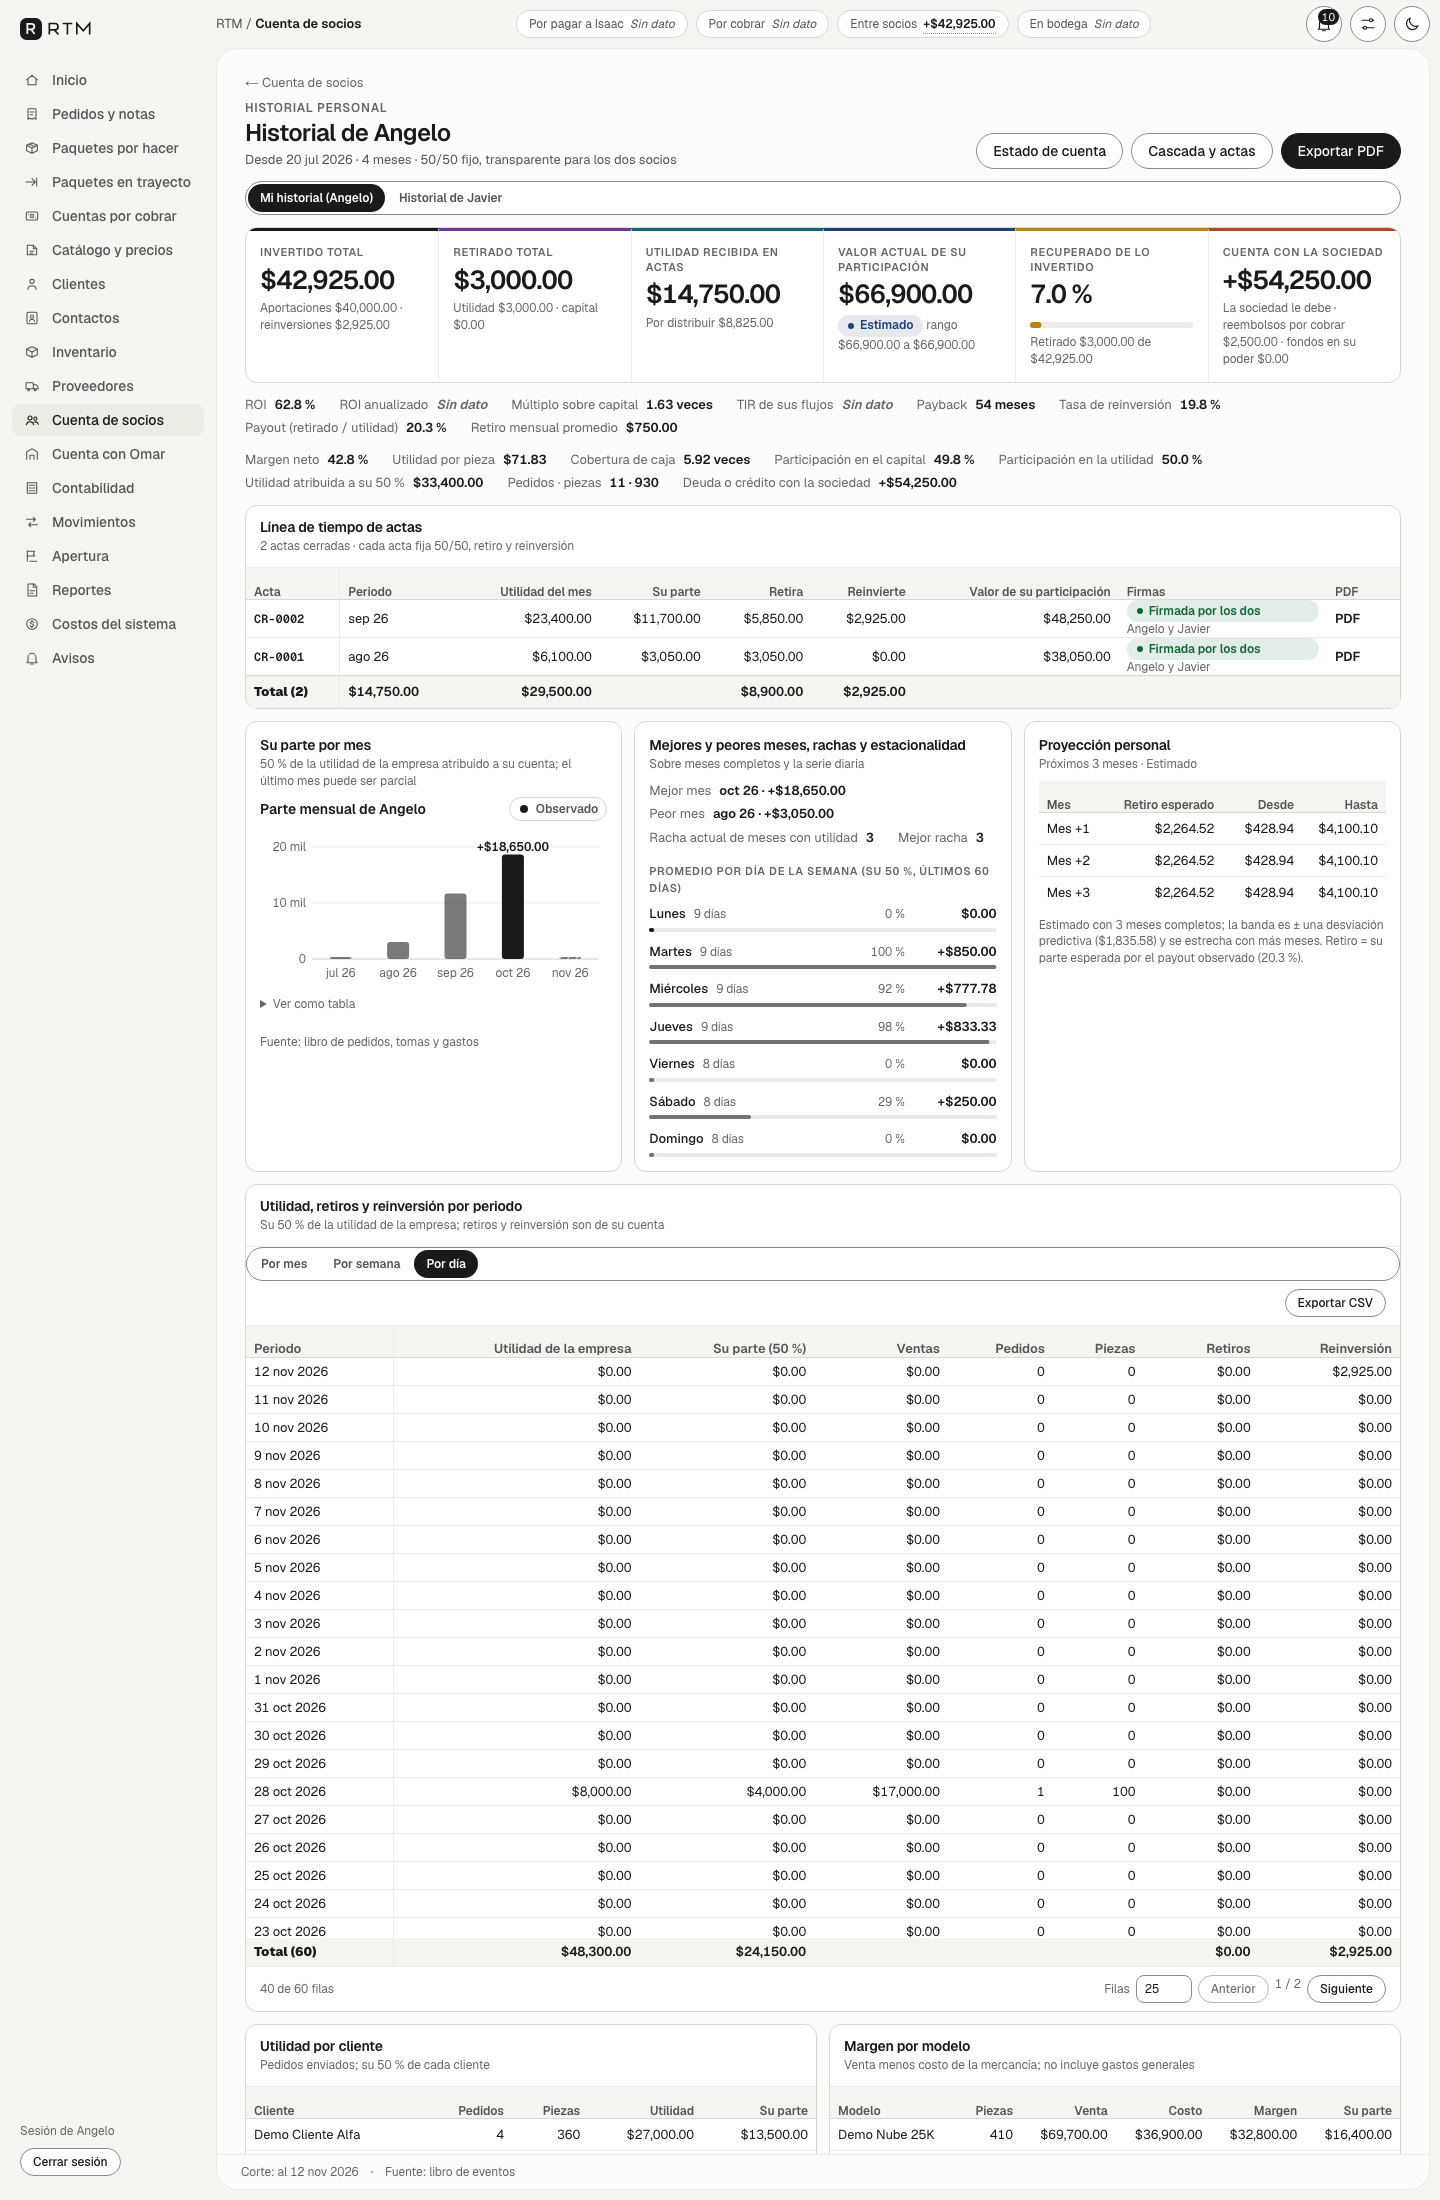 R RTM
RTM / Cuenta de socios
Por pagar a Isaac Sin dato
Por cobrar Sin dato
Entre socios +$42,925.00
En bodega Sin dato
10
Inicio
Pedidos y notas
Paquetes por hacer
Paquetes en trayecto
Cuentas por cobrar
Catálogo y precios
Clientes
Contactos
Inventario
Proveedores
Cuenta de socios
Cuenta con Omar
Contabilidad
Movimientos
Apertura
Reportes
Costos del sistema
Avisos
Sesión de Angelo
Cerrar sesión
← Cuenta de socios
HISTORIAL PERSONAL
Historial de Angelo
Desde 20 jul 2026 · 4 meses · 50/50 fijo, transparente para los dos socios
Estado de cuenta
Cascada y actas
Exportar PDF
Mi historial (Angelo) Historial de Javier
INVERTIDO TOTAL
$42,925.00
Aportaciones $40,000.00 ·
reinversiones $2,925.00
RETIRADO TOTAL
$3,000.00
Utilidad $3,000.00 · capital
$0.00
UTILIDAD RECIBIDA EN
ACTAS
$14,750.00
Por distribuir $8,825.00
VALOR ACTUAL DE SU
PARTICIPACIÓN
$66,900.00
Estimado rango
$66,900.00 a $66,900.00
RECUPERADO DE LO
INVERTIDO
7.0 %
Retirado $3,000.00 de
$42,925.00
CUENTA CON LA SOCIEDAD
+$54,250.00
La sociedad le debe ·
reembolsos por cobrar
$2,500.00 · fondos en su
poder $0.00
ROI 62.8 % ROI anualizado Sin dato Múltiplo sobre capital 1.63 veces TIR de sus flujos Sin dato Payback 54 meses Tasa de reinversión 19.8 %
Payout (retirado / utilidad) 20.3 % Retiro mensual promedio $750.00
Margen neto 42.8 % Utilidad por pieza $71.83 Cobertura de caja 5.92 veces Participación en el capital 49.8 % Participación en la utilidad 50.0 %
Utilidad atribuida a su 50 % $33,400.00 Pedidos · piezas 11 · 930 Deuda o crédito con la sociedad +$54,250.00
Línea de tiempo de actas
2 actas cerradas · cada acta fija 50/50, retiro y reinversión
Acta Periodo Utilidad del mes Su parte Retira Reinvierte Valor de su participación Firmas PDF
CR-0002 sep 26 $23,400.00 $11,700.00 $5,850.00 $2,925.00 $48,250.00 Firmada por los dos PDF
Angelo y Javier
CR-0001 ago 26 $6,100.00 $3,050.00 $3,050.00 $0.00 $38,050.00 Firmada por los dos PDF
Angelo y Javier
Total (2) $14,750.00 $29,500.00 $8,900.00 $2,925.00
Su parte por mes
50 % de la utilidad de la empresa atribuido a su cuenta; el
último mes puede ser parcial
Parte mensual de Angelo Observado
20 mil
+$18,650.00
10 mil
0
jul 26 ago 26 sep 26 oct 26 nov 26
▶ Ver como tabla
Fuente: libro de pedidos, tomas y gastos
Mejores y peores meses, rachas y estacionalidad
Sobre meses completos y la serie diaria
Mejor mes oct 26 · +$18,650.00
Peor mes ago 26 · +$3,050.00
Racha actual de meses con utilidad 3 Mejor racha 3
PROMEDIO POR DÍA DE LA SEMANA (SU 50 %, ÚLTIMOS 60
DÍAS)
Lunes 9 días 0 % $0.00
Martes 9 días 100 % +$850.00
Miércoles 9 días 92 % +$777.78
Jueves 9 días 98 % +$833.33
Viernes 8 días 0 % $0.00
Sábado 8 días 29 % +$250.00
Domingo 8 días 0 % $0.00
Proyección personal
Próximos 3 meses · Estimado
Mes Retiro esperado Desde Hasta
Mes +1 $2,264.52 $428.94 $4,100.10
Mes +2 $2,264.52 $428.94 $4,100.10
Mes +3 $2,264.52 $428.94 $4,100.10
Estimado con 3 meses completos; la banda es ± una desviación
predictiva ($1,835.58) y se estrecha con más meses. Retiro = su
parte esperada por el payout observado (20.3 %).
Utilidad, retiros y reinversión por periodo
Su 50 % de la utilidad de la empresa; retiros y reinversión son de su cuenta
Por mes Por semana Por día
Exportar CSV
Periodo Utilidad de la empresa Su parte (50 %) Ventas Pedidos Piezas Retiros Reinversión
12 nov 2026 $0.00 $0.00 $0.00 0 0 $0.00 $2,925.00
11 nov 2026 $0.00 $0.00 $0.00 0 0 $0.00 $0.00
10 nov 2026 $0.00 $0.00 $0.00 0 0 $0.00 $0.00
9 nov 2026 $0.00 $0.00 $0.00 0 0 $0.00 $0.00
8 nov 2026 $0.00 $0.00 $0.00 0 0 $0.00 $0.00
7 nov 2026 $0.00 $0.00 $0.00 0 0 $0.00 $0.00
6 nov 2026 $0.00 $0.00 $0.00 0 0 $0.00 $0.00
5 nov 2026 $0.00 $0.00 $0.00 0 0 $0.00 $0.00
4 nov 2026 $0.00 $0.00 $0.00 0 0 $0.00 $0.00
3 nov 2026 $0.00 $0.00 $0.00 0 0 $0.00 $0.00
2 nov 2026 $0.00 $0.00 $0.00 0 0 $0.00 $0.00
1 nov 2026 $0.00 $0.00 $0.00 0 0 $0.00 $0.00
31 oct 2026 $0.00 $0.00 $0.00 0 0 $0.00 $0.00
30 oct 2026 $0.00 $0.00 $0.00 0 0 $0.00 $0.00
29 oct 2026 $0.00 $0.00 $0.00 0 0 $0.00 $0.00
28 oct 2026 $8,000.00 $4,000.00 $17,000.00 1 100 $0.00 $0.00
27 oct 2026 $0.00 $0.00 $0.00 0 0 $0.00 $0.00
26 oct 2026 $0.00 $0.00 $0.00 0 0 $0.00 $0.00
25 oct 2026 $0.00 $0.00 $0.00 0 0 $0.00 $0.00
24 oct 2026 $0.00 $0.00 $0.00 0 0 $0.00 $0.00
23 oct 2026 $0.00 $0.00 $0.00 0 0 $0.00 $0.00
Total (60) $48,300.00 $24,150.00 $0.00 $2,925.00
40 de 60 filas Filas 25 Anterior 1 / 2 Siguiente
Utilidad por cliente
Pedidos enviados; su 50 % de cada cliente
Cliente Pedidos Piezas Utilidad Su parte
Demo Cliente Alfa 4 360 $27,000.00 $13,500.00
Margen por modelo
Venta menos costo de la mercancía; no incluye gastos generales
Modelo Piezas Venta Costo Margen Su parte
Demo Nube 25K 410 $69,700.00 $36,900.00 $32,800.00 $16,400.00
Corte: al 12 nov 2026 · Fuente: libro de eventos